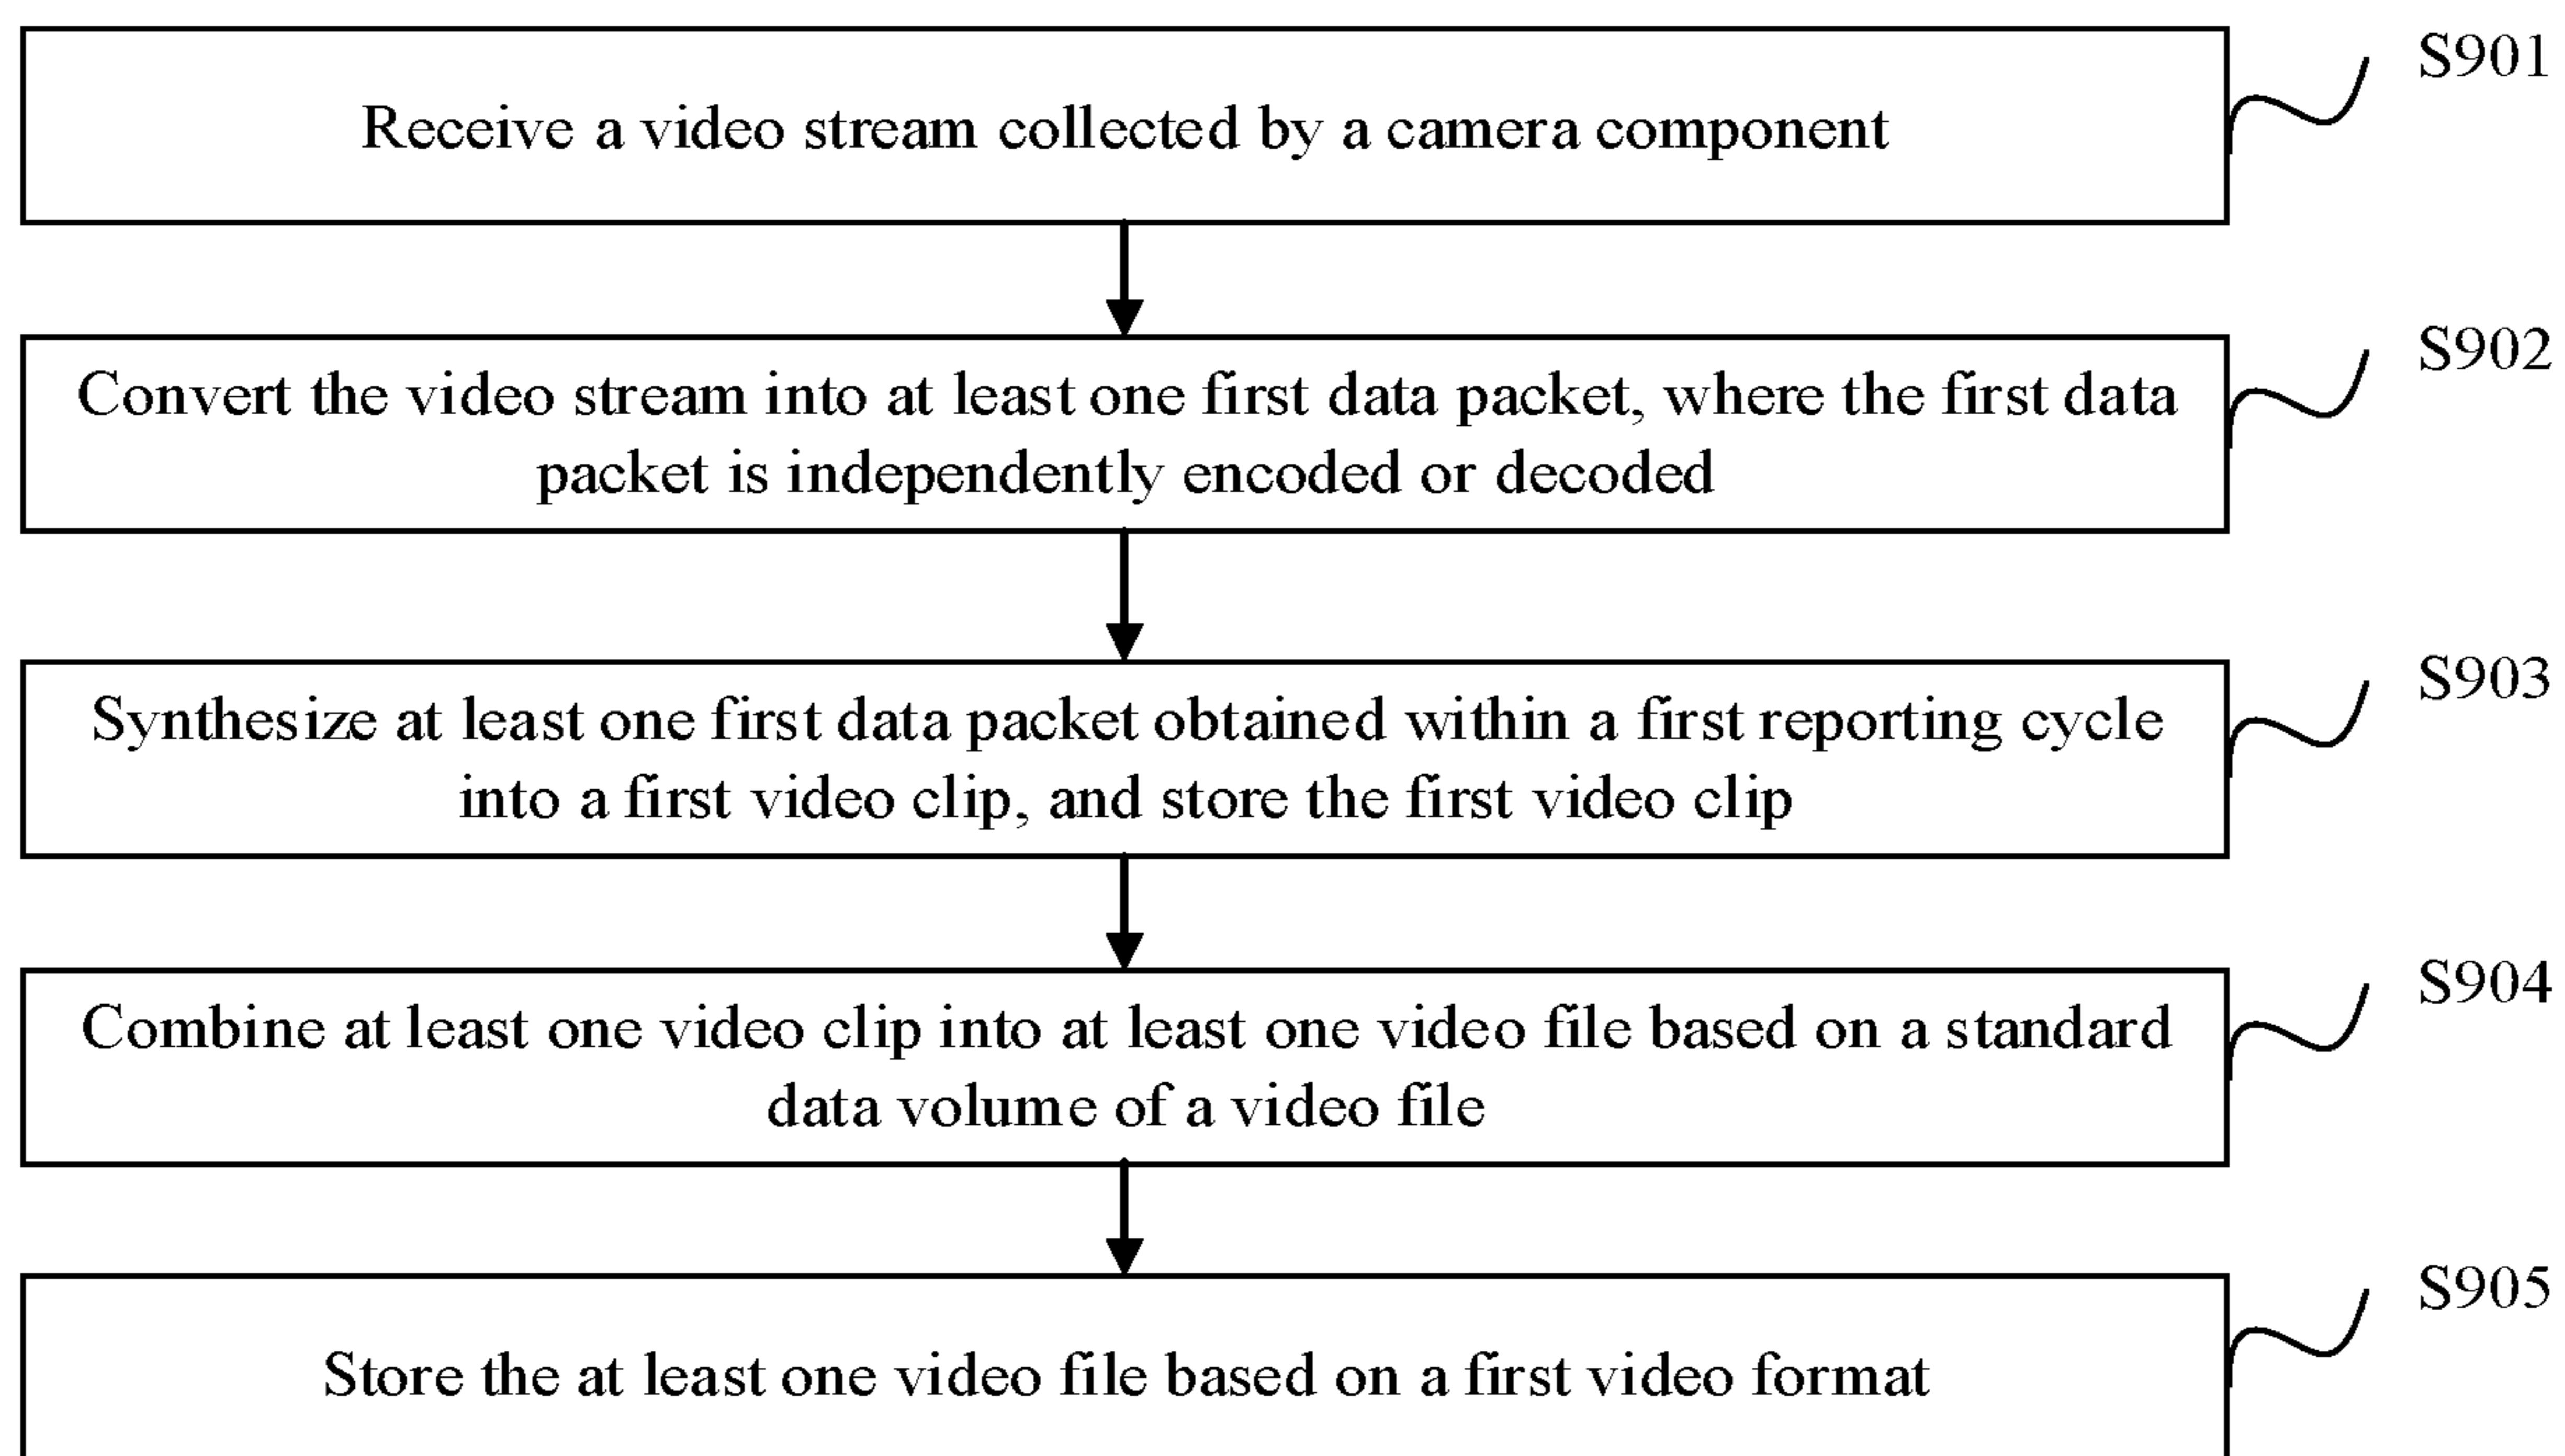 Receive a video stream collected by a camera component
S901
Convert the video stream into at least one first data packet, where the first data
packet is independently encoded or decoded
S902
Synthesize at least one first data packet obtained within a first reporting cycle
into a first video clip, and store the first video clip
S903
Combine at least one video clip into at least one video file based on a standard
data volume of a video file
S904
Store the at least one video file based on a first video format
S905